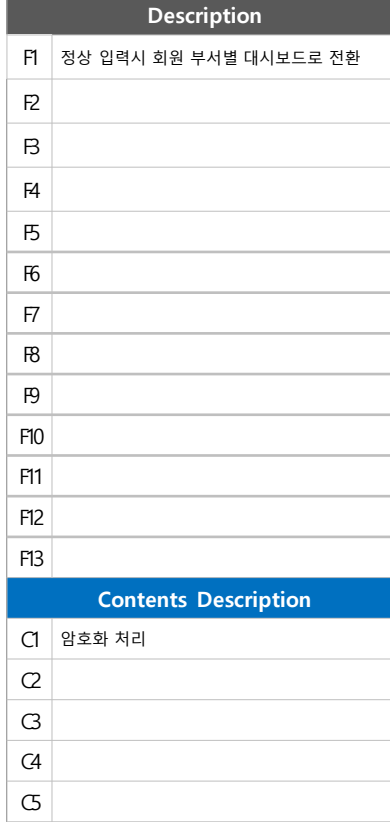 Description
F1 정상 입력시 회원 부서별 대시보드로 전환
F2
F3
F4
F5
F6
F7
F8
F9
F10
F11
F12
F13
Contents Description
C1 암호화 처리
C2
C3
C4
C5